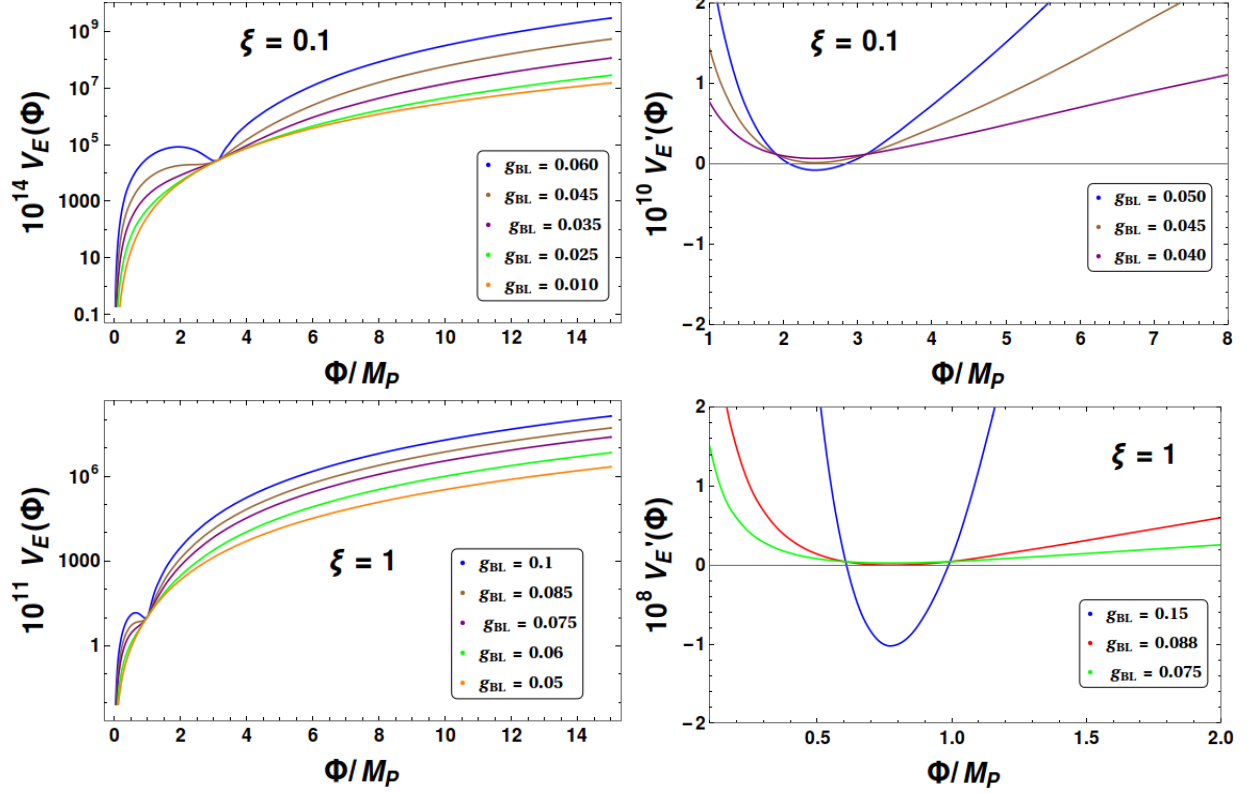 10^14 V_E(Φ)
10^9
10^7
10^5
1000
10
0.1
ξ = 0.1
g_BL = 0.060
g_BL = 0.045
g_BL = 0.035
g_BL = 0.025
g_BL = 0.010
0 2 4 6 8 10 12 14
Φ/M_P
10^10 V_E'(Φ)
2
1
0
−1
−2
ξ = 0.1
g_BL = 0.050
g_BL = 0.045
g_BL = 0.040
1 2 3 4 5 6 7 8
Φ/M_P
10^11 V_E(Φ)
10^6
1000
1
ξ = 1
g_BL = 0.1
g_BL = 0.085
g_BL = 0.075
g_BL = 0.06
g_BL = 0.05
0 2 4 6 8 10 12 14
Φ/M_P
10^8 V_E'(Φ)
2
1
0
−1
−2
ξ = 1
g_BL = 0.15
g_BL = 0.088
g_BL = 0.075
0.5 1.0 1.5 2.0
Φ/M_P